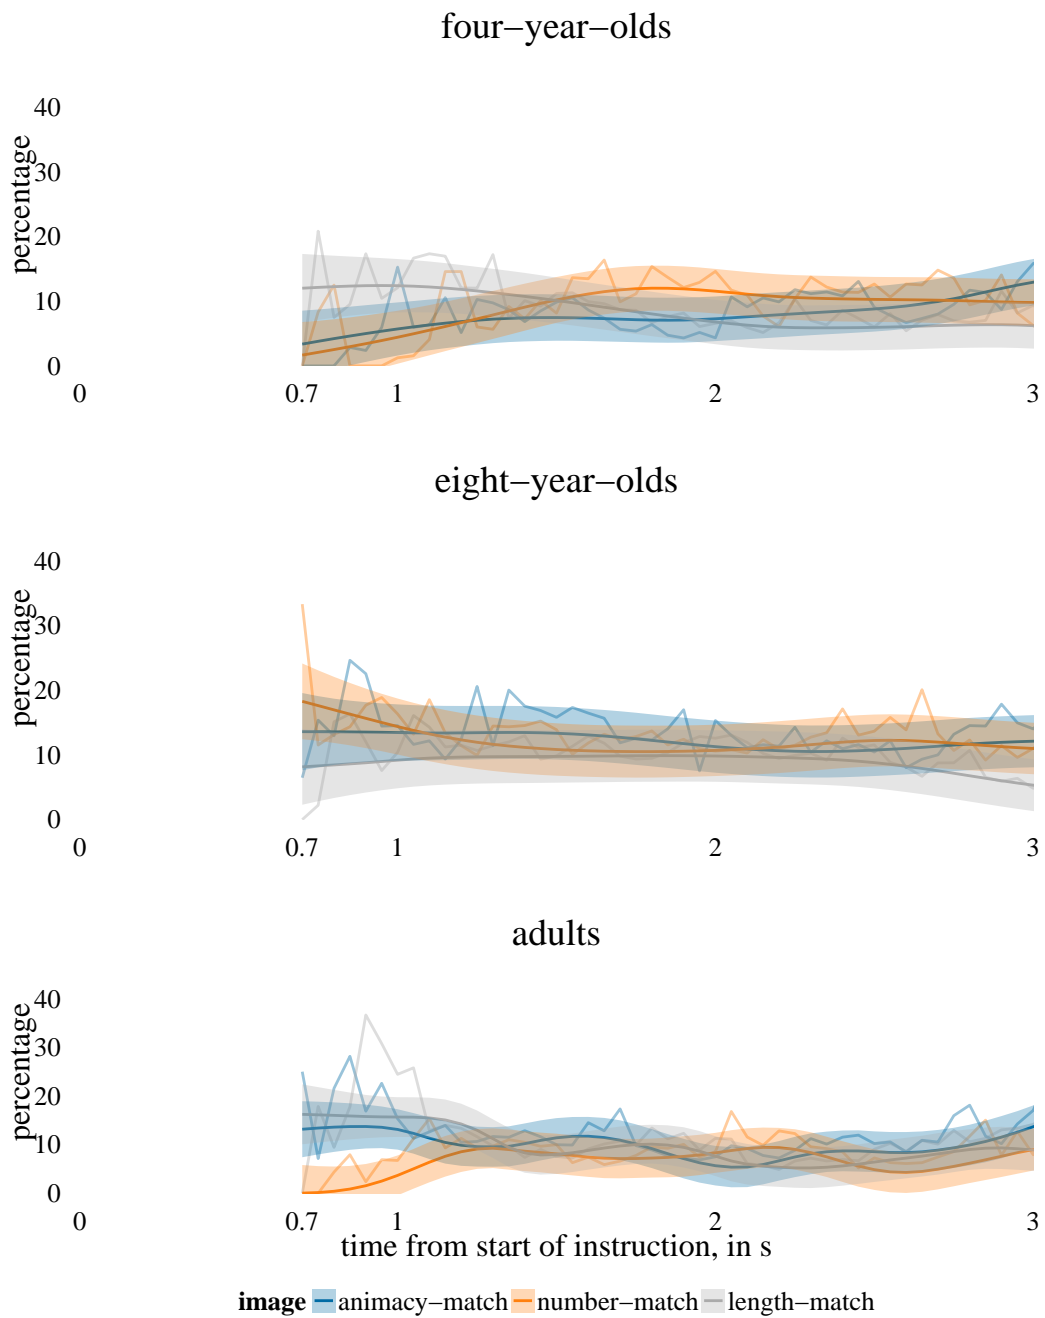 four−year−olds
40
30
20
10
0
percentage
0 0.7 1 2 3
eight−year−olds
40
30
20
10
0
percentage
0 0.7 1 2 3
adults
40
30
20
10
0
percentage
0 0.7 1 2 3
time from start of instruction, in s
image animacy−match number−match length−match